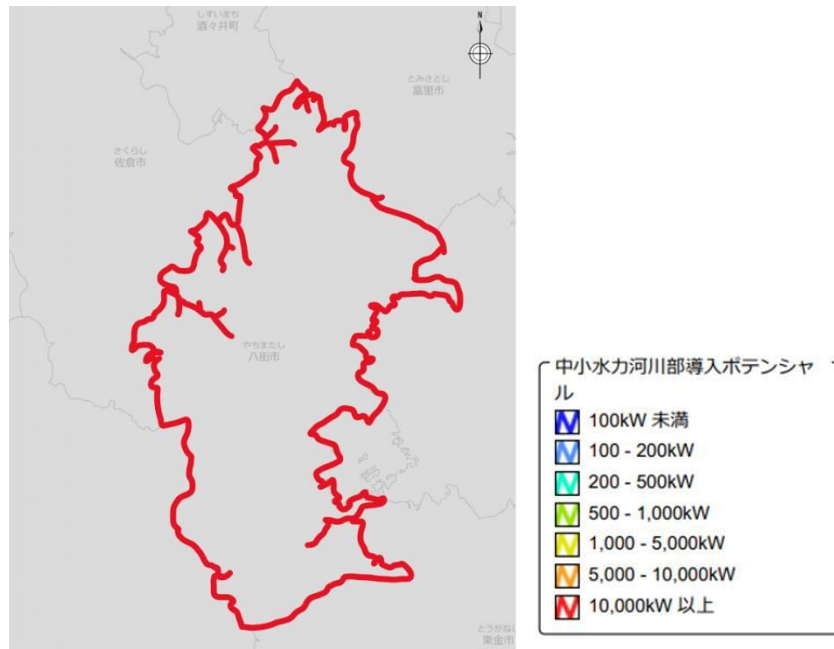 しすいまち
酒々井町
N
とみさとし
富里市
さくらし
佐倉市
やちまたし
八街市
とうがねし
東金市
中小水力河川部導入ポテンシャ
ル
100kW 未満
100 - 200kW
200 - 500kW
500 - 1,000kW
1,000 - 5,000kW
5,000 - 10,000kW
10,000kW 以上